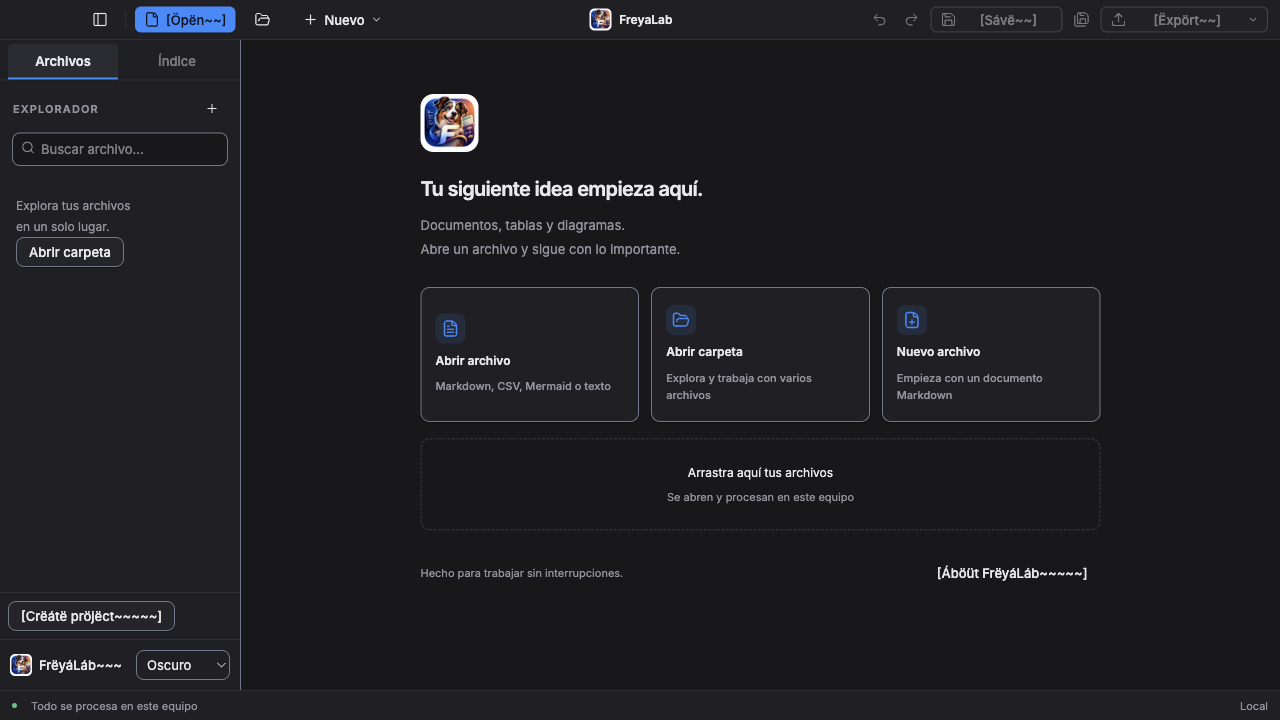 [Öpën~~]
Nuevo
FreyaLab
[Sávë~~]
[Ëxpört~~]
Archivos
Índice
EXPLORADOR
Buscar archivo...
Explora tus archivos
en un solo lugar.
Abrir carpeta
Tu siguiente idea empieza aquí.
Documentos, tablas y diagramas.
Abre un archivo y sigue con lo importante.
Abrir archivo
Markdown, CSV, Mermaid o texto
Abrir carpeta
Explora y trabaja con varios
archivos
Nuevo archivo
Empieza con un documento
Markdown
Arrastra aquí tus archivos
Se abren y procesan en este equipo
Hecho para trabajar sin interrupciones.
[Áböüt FrëyáLáb~~~~~]
[Crëátë pröjëct~~~~~]
FrëyáLáb~~~
Oscuro
Todo se procesa en este equipo
Local